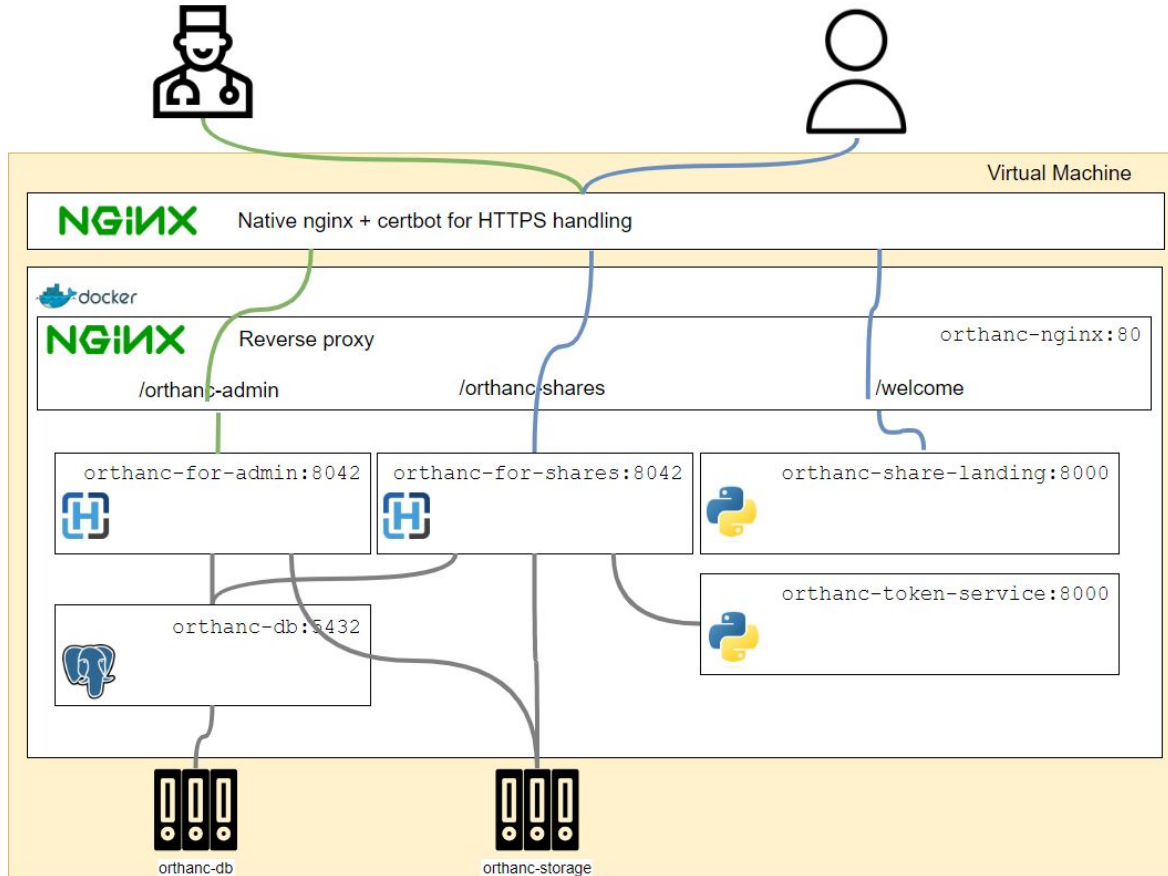 Virtual Machine
NGINX Native nginx + certbot for HTTPS handling
docker
NGINX Reverse proxy orthanc-nginx:80
/orthanc-admin /orthanc-shares /welcome
orthanc-for-admin:8042 orthanc-for-shares:8042 orthanc-share-landing:8000
orthanc-token-service:8000
orthanc-db:5432
orthanc-db orthanc-storage